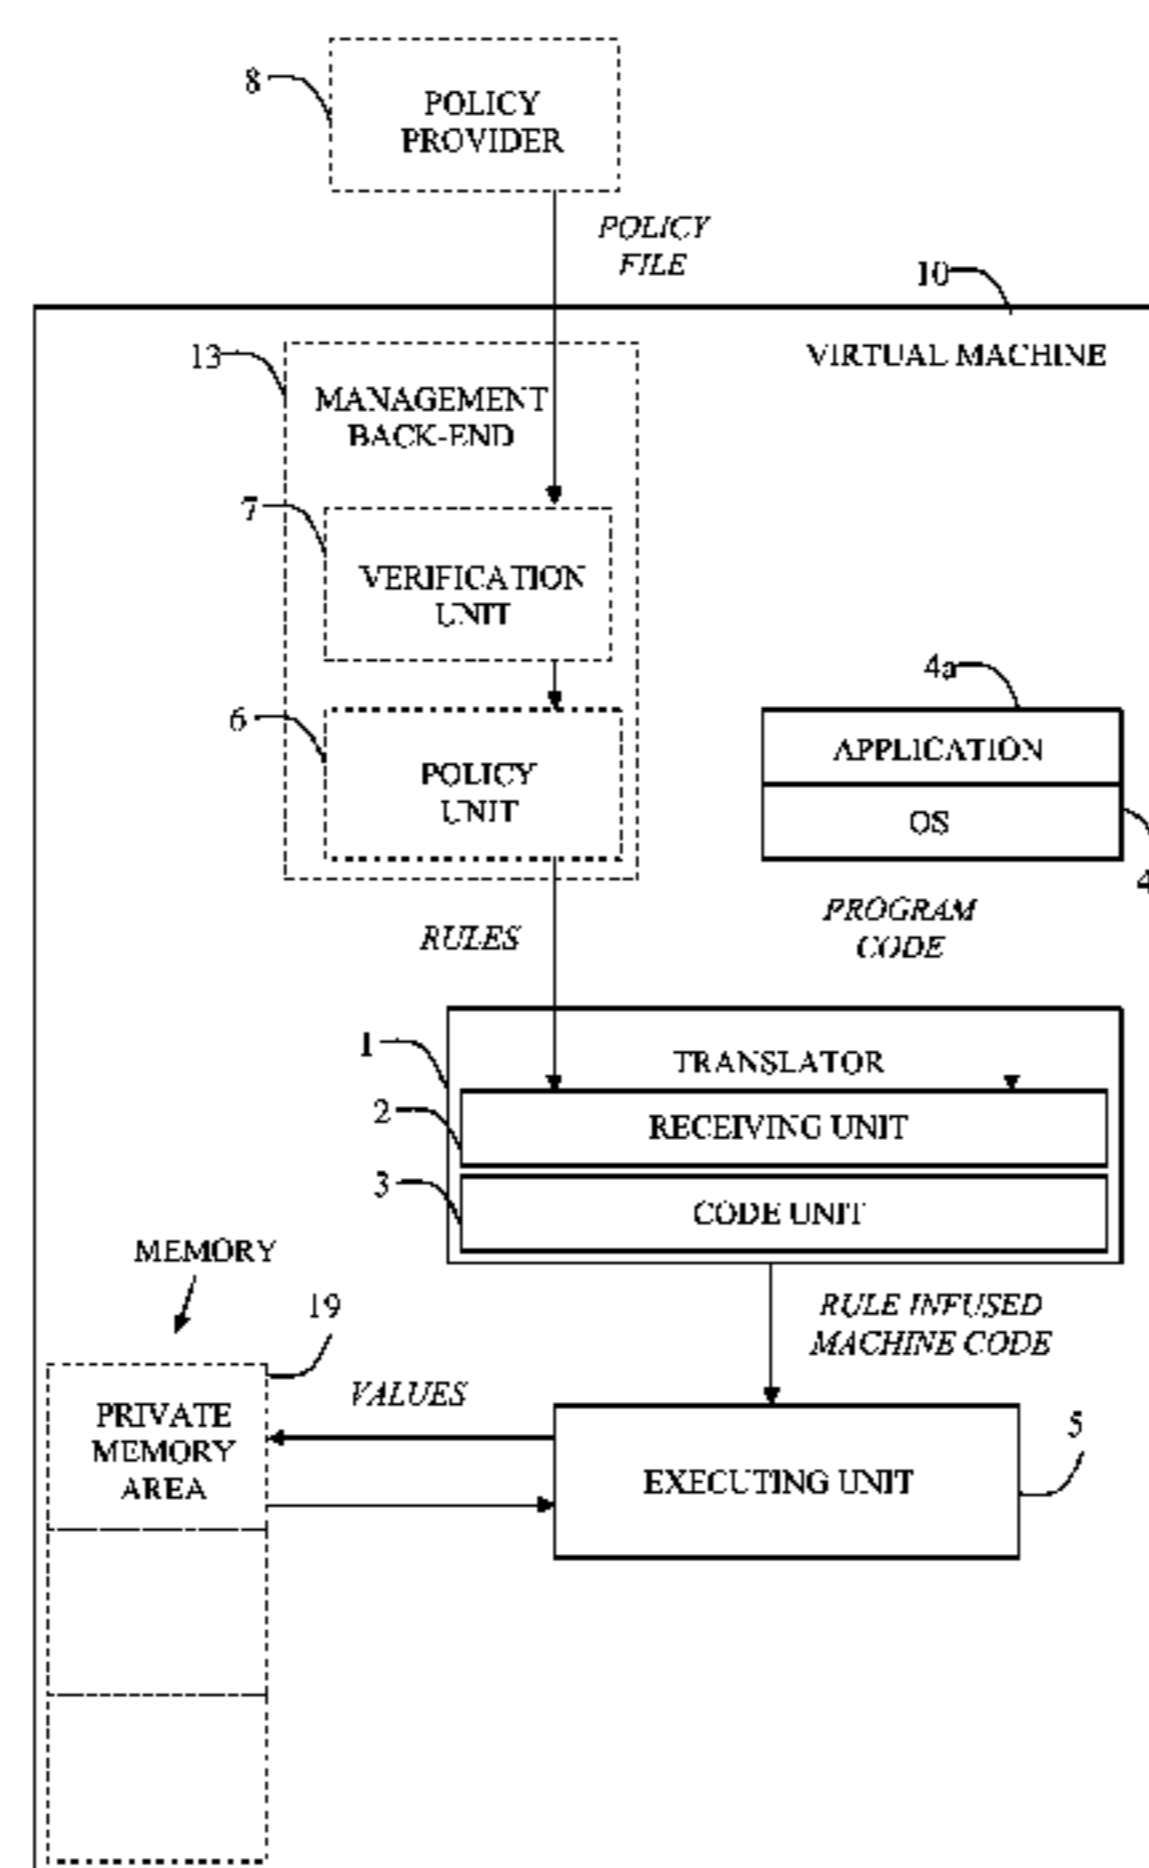 8
POLICY
PROVIDER
POLICY
FILE
10
VIRTUAL MACHINE
13
MANAGEMENT
BACK-END
7
VERIFICATION
UNIT
4a
6
POLICY
UNIT
APPLICATION
OS
4
PROGRAM
CODE
RULES
1
TRANSLATOR
2
RECEIVING UNIT
3
CODE UNIT
MEMORY
19
RULE INFUSED
MACHINE CODE
VALUES
PRIVATE
MEMORY
AREA
5
EXECUTING UNIT